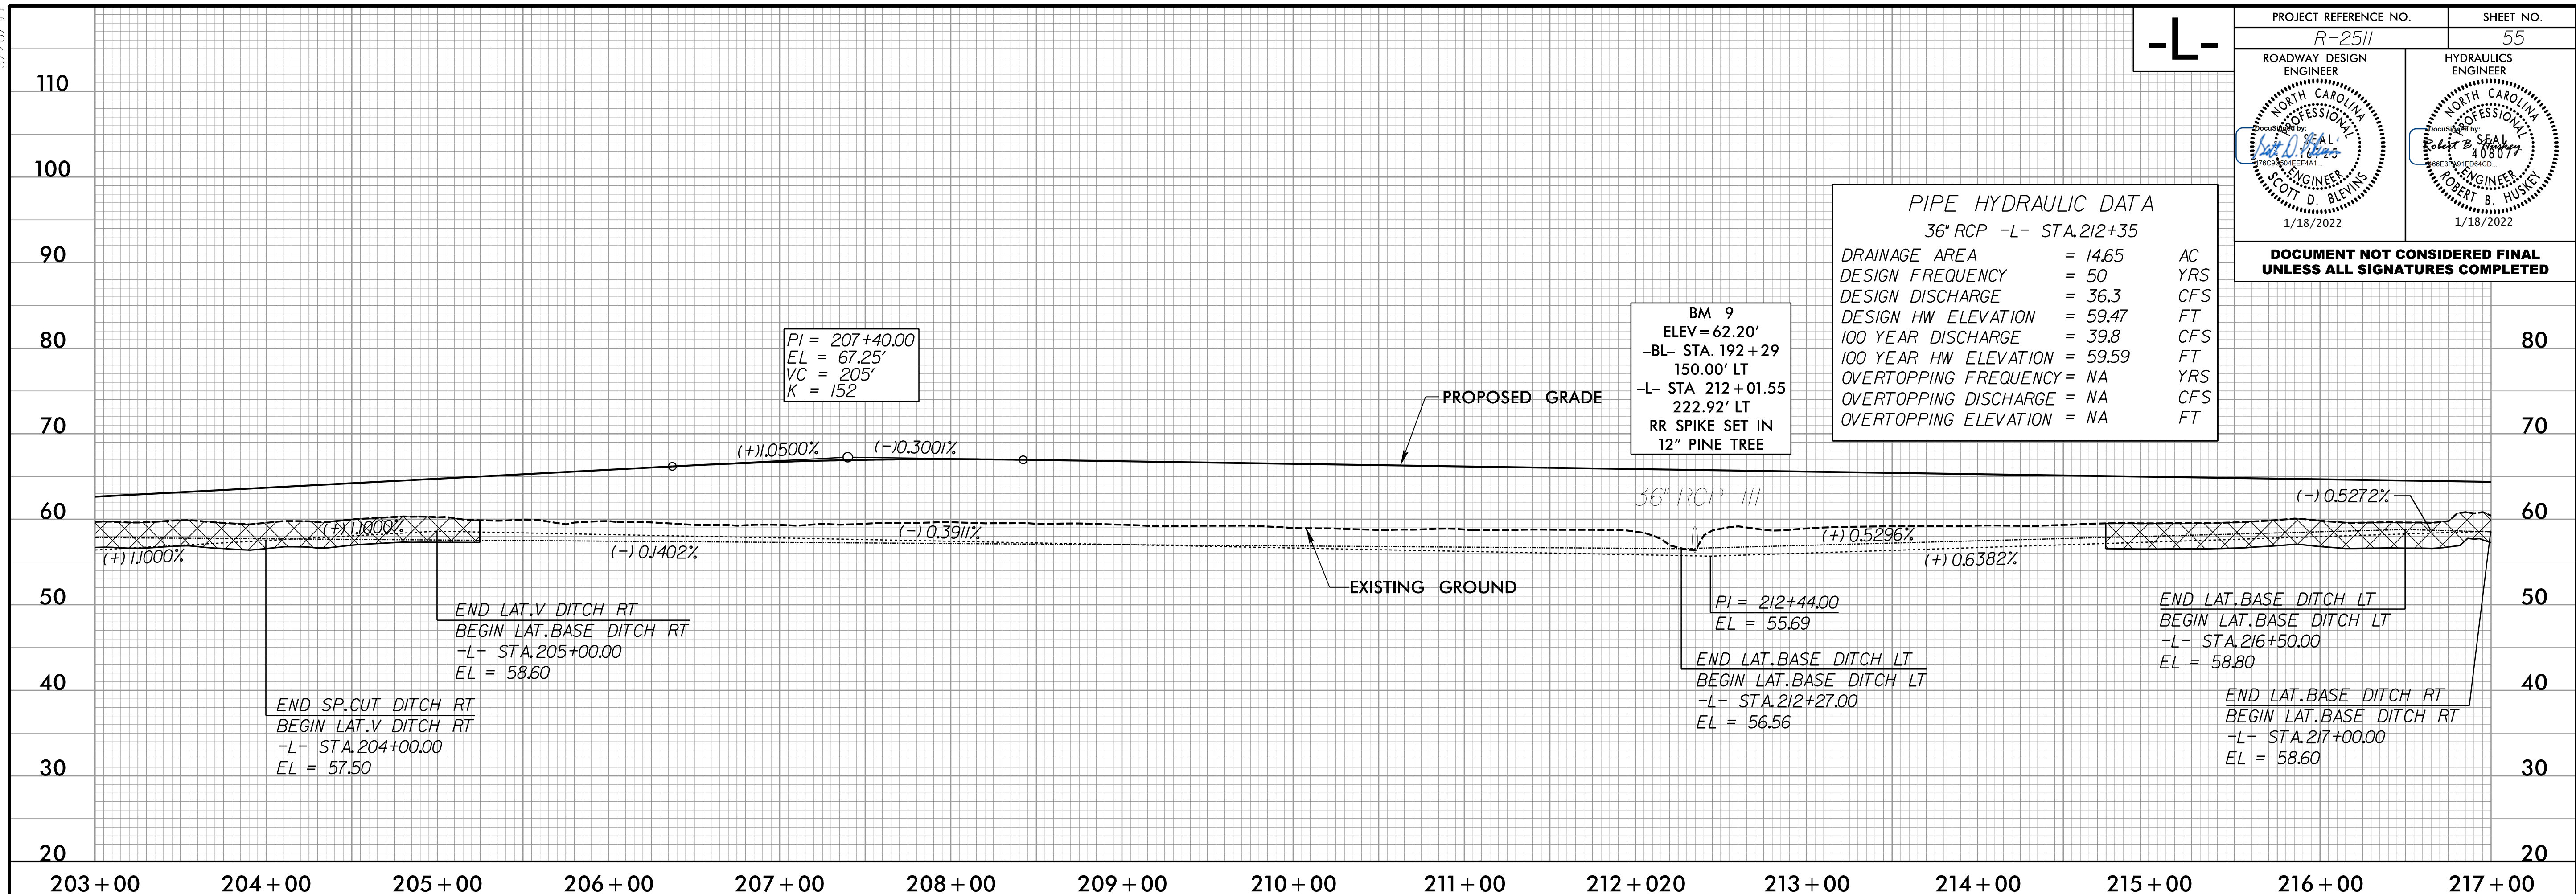 -L-
PROJECT REFERENCE NO.
SHEET NO.
R-2511
55
ROADWAY DESIGN
ENGINEER
HYDRAULICS
ENGINEER
NORTH CAROLINA
PROFESSIONAL
DocuSigned by:
SEAL
ENGINEER
SCOTT D. BLEVINS
1/18/2022
NORTH CAROLINA
PROFESSIONAL
DocuSigned by:
SEAL
Robert B. Huskey
40807
ENGINEER
ROBERT B. HUSKEY
1/18/2022
DOCUMENT NOT CONSIDERED FINAL
UNLESS ALL SIGNATURES COMPLETED
PIPE HYDRAULIC DATA
36" RCP -L- STA.212+35
DRAINAGE AREA = 14.65 AC
DESIGN FREQUENCY = 50 YRS
DESIGN DISCHARGE = 36.3 CFS
DESIGN HW ELEVATION = 59.47 FT
100 YEAR DISCHARGE = 39.8 CFS
100 YEAR HW ELEVATION = 59.59 FT
OVERTOPPING FREQUENCY = NA YRS
OVERTOPPING DISCHARGE = NA CFS
OVERTOPPING ELEVATION = NA FT
BM 9
ELEV=62.20'
-BL- STA. 192+29
150.00' LT
-L- STA 212+01.55
222.92' LT
RR SPIKE SET IN
12" PINE TREE
PI = 207+40.00
EL = 67.25'
VC = 205'
K = 152
110
100
90
80
70
60
50
40
30
20
80
70
60
50
40
30
20
PROPOSED GRADE
(+)1.0500%
(-)0.3001%
36" RCP-III
(-) 0.5272%
(+)1.1000%
(-) 0.3911%
(+) 0.5296%
(+)1.1000%
(-) 0.1402%
(+) 0.6382%
EXISTING GROUND
END LAT.V DITCH RT
BEGIN LAT.BASE DITCH RT
-L- STA.205+00.00
EL = 58.60
END SP.CUT DITCH RT
BEGIN LAT.V DITCH RT
-L- STA.204+00.00
EL = 57.50
PI = 212+44.00
EL = 55.69
END LAT.BASE DITCH LT
BEGIN LAT.BASE DITCH LT
-L- STA.212+27.00
EL = 56.56
END LAT.BASE DITCH LT
BEGIN LAT.BASE DITCH LT
-L- STA.216+50.00
EL = 58.80
END LAT.BASE DITCH RT
BEGIN LAT.BASE DITCH RT
-L- STA.217+00.00
EL = 58.60
203+00 204+00 205+00 206+00 207+00 208+00 209+00 210+00 211+00 212+020 213+00 214+00 215+00 216+00 217+00